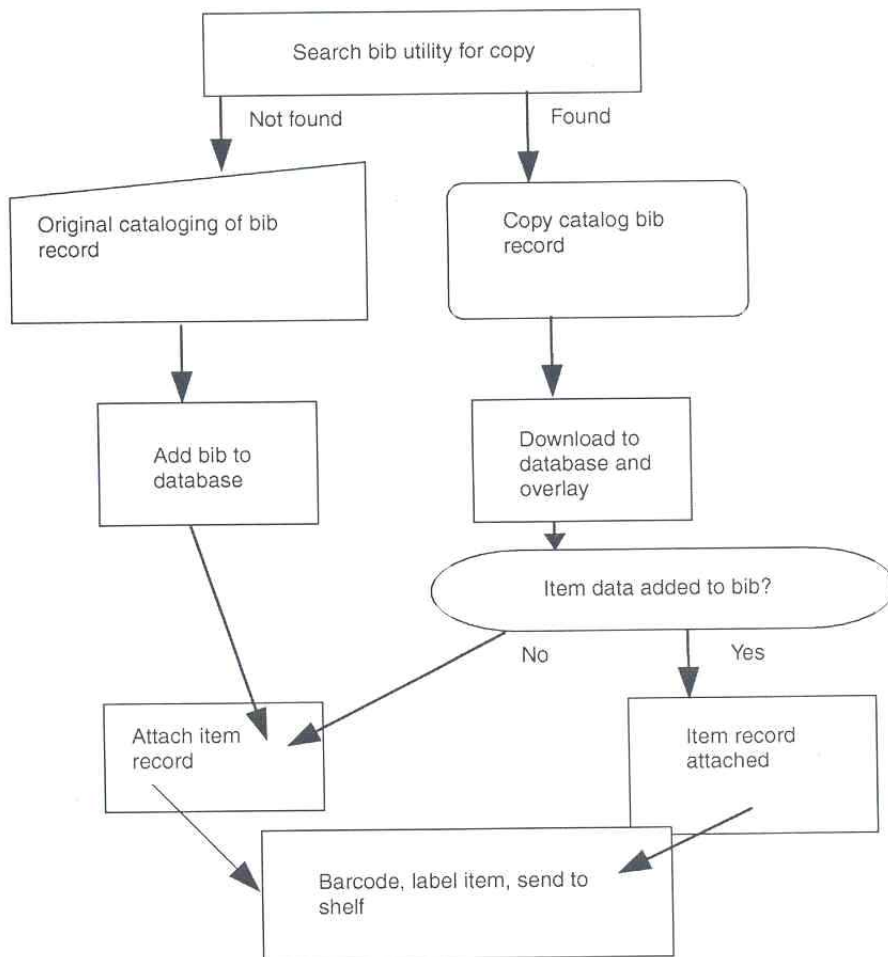 Search bib utility for copy
Not found
Found
Original cataloging of bib
record
Copy catalog bib
record
Add bib to
database
Download to
database and
overlay
Item data added to bib?
No
Yes
Attach item
record
Item record
attached
Barcode, label item, send to
shelf